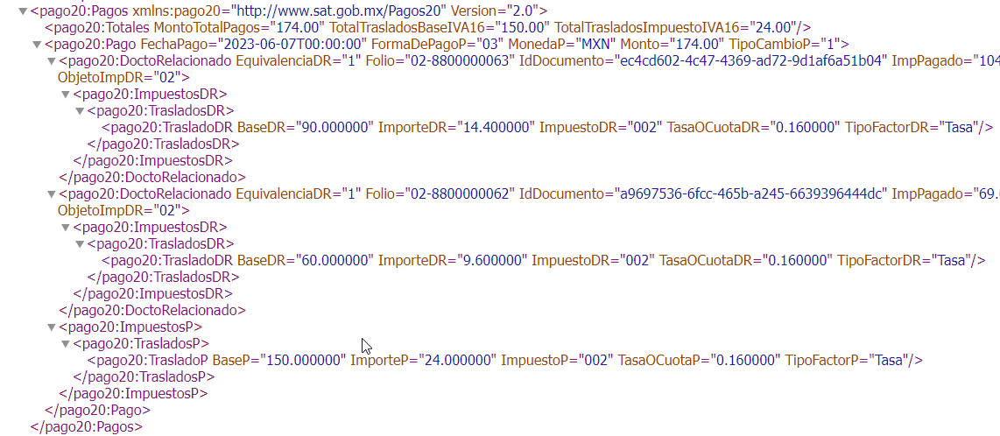 <pago20:Pagos xmlns:pago20="http://www.sat.gob.mx/Pagos20" Version="2.0">
<pago20:Totales MontoTotalPagos="174.00" TotalTrasladosBaseIVA16="150.00" TotalTrasladosImpuestoIVA16="24.00"/>
<pago20:Pago FechaPago="2023-06-07T00:00:00" FormaDePagoP="03" MonedaP="MXN" Monto="174.00" TipoCambioP="1">
<pago20:DoctoRelacionado EquivalenciaDR="1" Folio="02-8800000063" IdDocumento="ec4cd602-4c47-4369-ad72-9d1af6a51b04" ImpPagado="104
ObjetoImpDR="02">
<pago20:ImpuestosDR>
<pago20:TrasladosDR>
<pago20:TrasladoDR BaseDR="90.000000" ImporteDR="14.400000" ImpuestoDR="002" TasaOCuotaDR="0.160000" TipoFactorDR="Tasa"/>
</pago20:TrasladosDR>
</pago20:ImpuestosDR>
</pago20:DoctoRelacionado>
<pago20:DoctoRelacionado EquivalenciaDR="1" Folio="02-8800000062" IdDocumento="a9697536-6fcc-465b-a245-6639396444dc" ImpPagado="69.
ObjetoImpDR="02">
<pago20:ImpuestosDR>
<pago20:TrasladosDR>
<pago20:TrasladoDR BaseDR="60.000000" ImporteDR="9.600000" ImpuestoDR="002" TasaOCuotaDR="0.160000" TipoFactorDR="Tasa"/>
</pago20:TrasladosDR>
</pago20:ImpuestosDR>
</pago20:DoctoRelacionado>
<pago20:ImpuestosP>
<pago20:TrasladosP>
<pago20:TrasladoP BaseP="150.000000" ImporteP="24.000000" ImpuestoP="002" TasaOCuotaP="0.160000" TipoFactorP="Tasa"/>
</pago20:TrasladosP>
</pago20:ImpuestosP>
</pago20:Pago>
</pago20:Pagos>